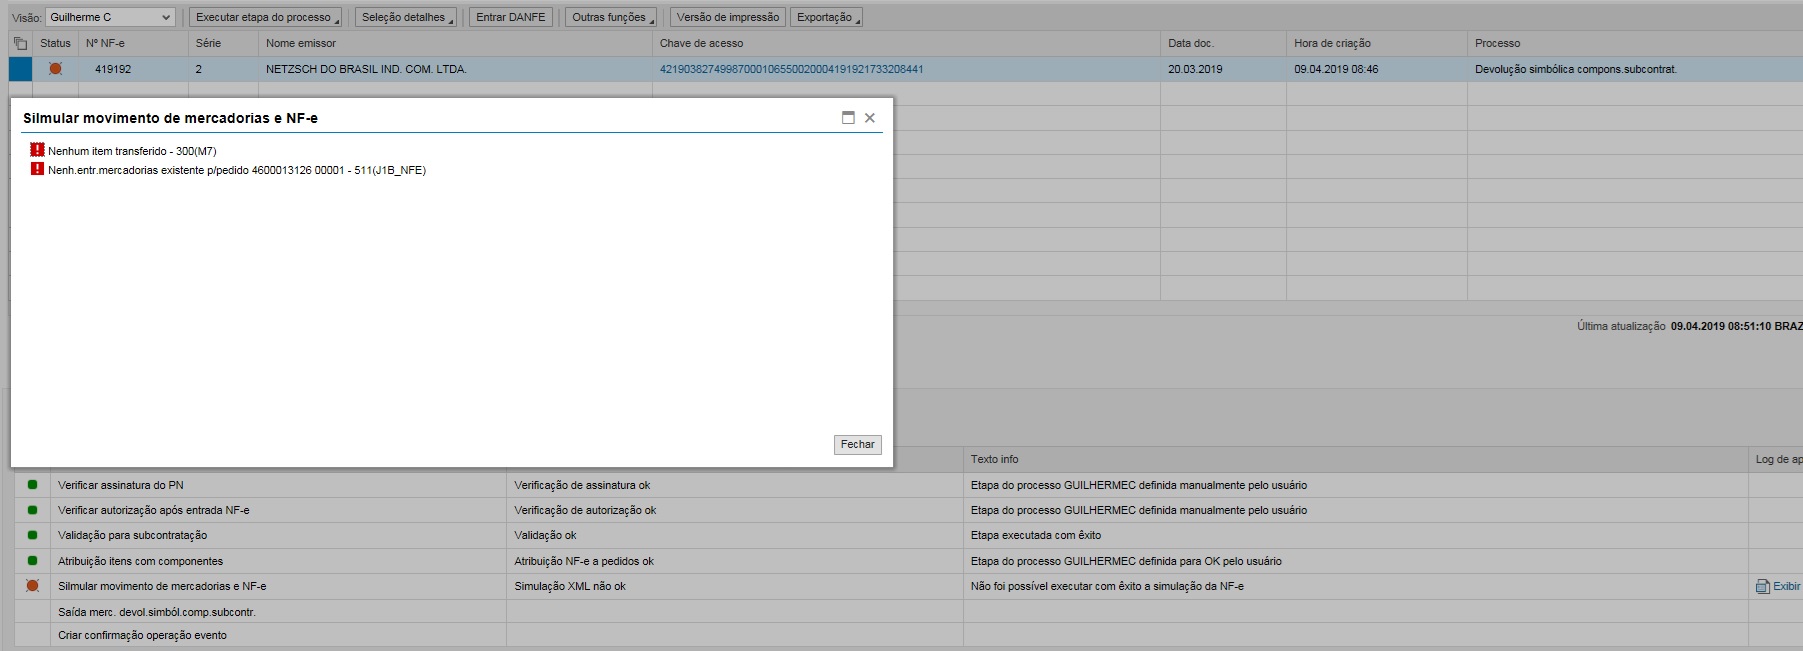 Visão: Guilherme C Executar etapa do processo Seleção detalhes Entrar DANFE Outras funções Versão de impressão Exportação
Status Nº NF-e Série Nome emissor Chave de acesso Data doc. Hora de criação Processo
419192 2 NETZSCH DO BRASIL IND. COM. LTDA. 42190382749987000106550020004191921733208441 20.03.2019 09.04.2019 08:46 Devolução simbólica compons.subcontrat.
Silmular movimento de mercadorias e NF-e
Nenhum item transferido - 300(M7)
Nenh.entr.mercadorias existente p/pedido 4600013126 00001 - 511(J1B_NFE)
Última atualização 09.04.2019 08:51:10 BRAZ
Fechar
Texto info Log de ap
Verificar assinatura do PN Verificação de assinatura ok Etapa do processo GUILHERMEC definida manualmente pelo usuário
Verificar autorização após entrada NF-e Verificação de autorização ok Etapa do processo GUILHERMEC definida manualmente pelo usuário
Validação para subcontratação Validação ok Etapa executada com êxito
Atribuição itens com componentes Atribuição NF-e a pedidos ok Etapa do processo GUILHERMEC definida para OK pelo usuário
Silmular movimento de mercadorias e NF-e Simulação XML não ok Não foi possível executar com êxito a simulação da NF-e Exibir
Saída merc. devol.simból.comp.subcontr.
Criar confirmação operação evento